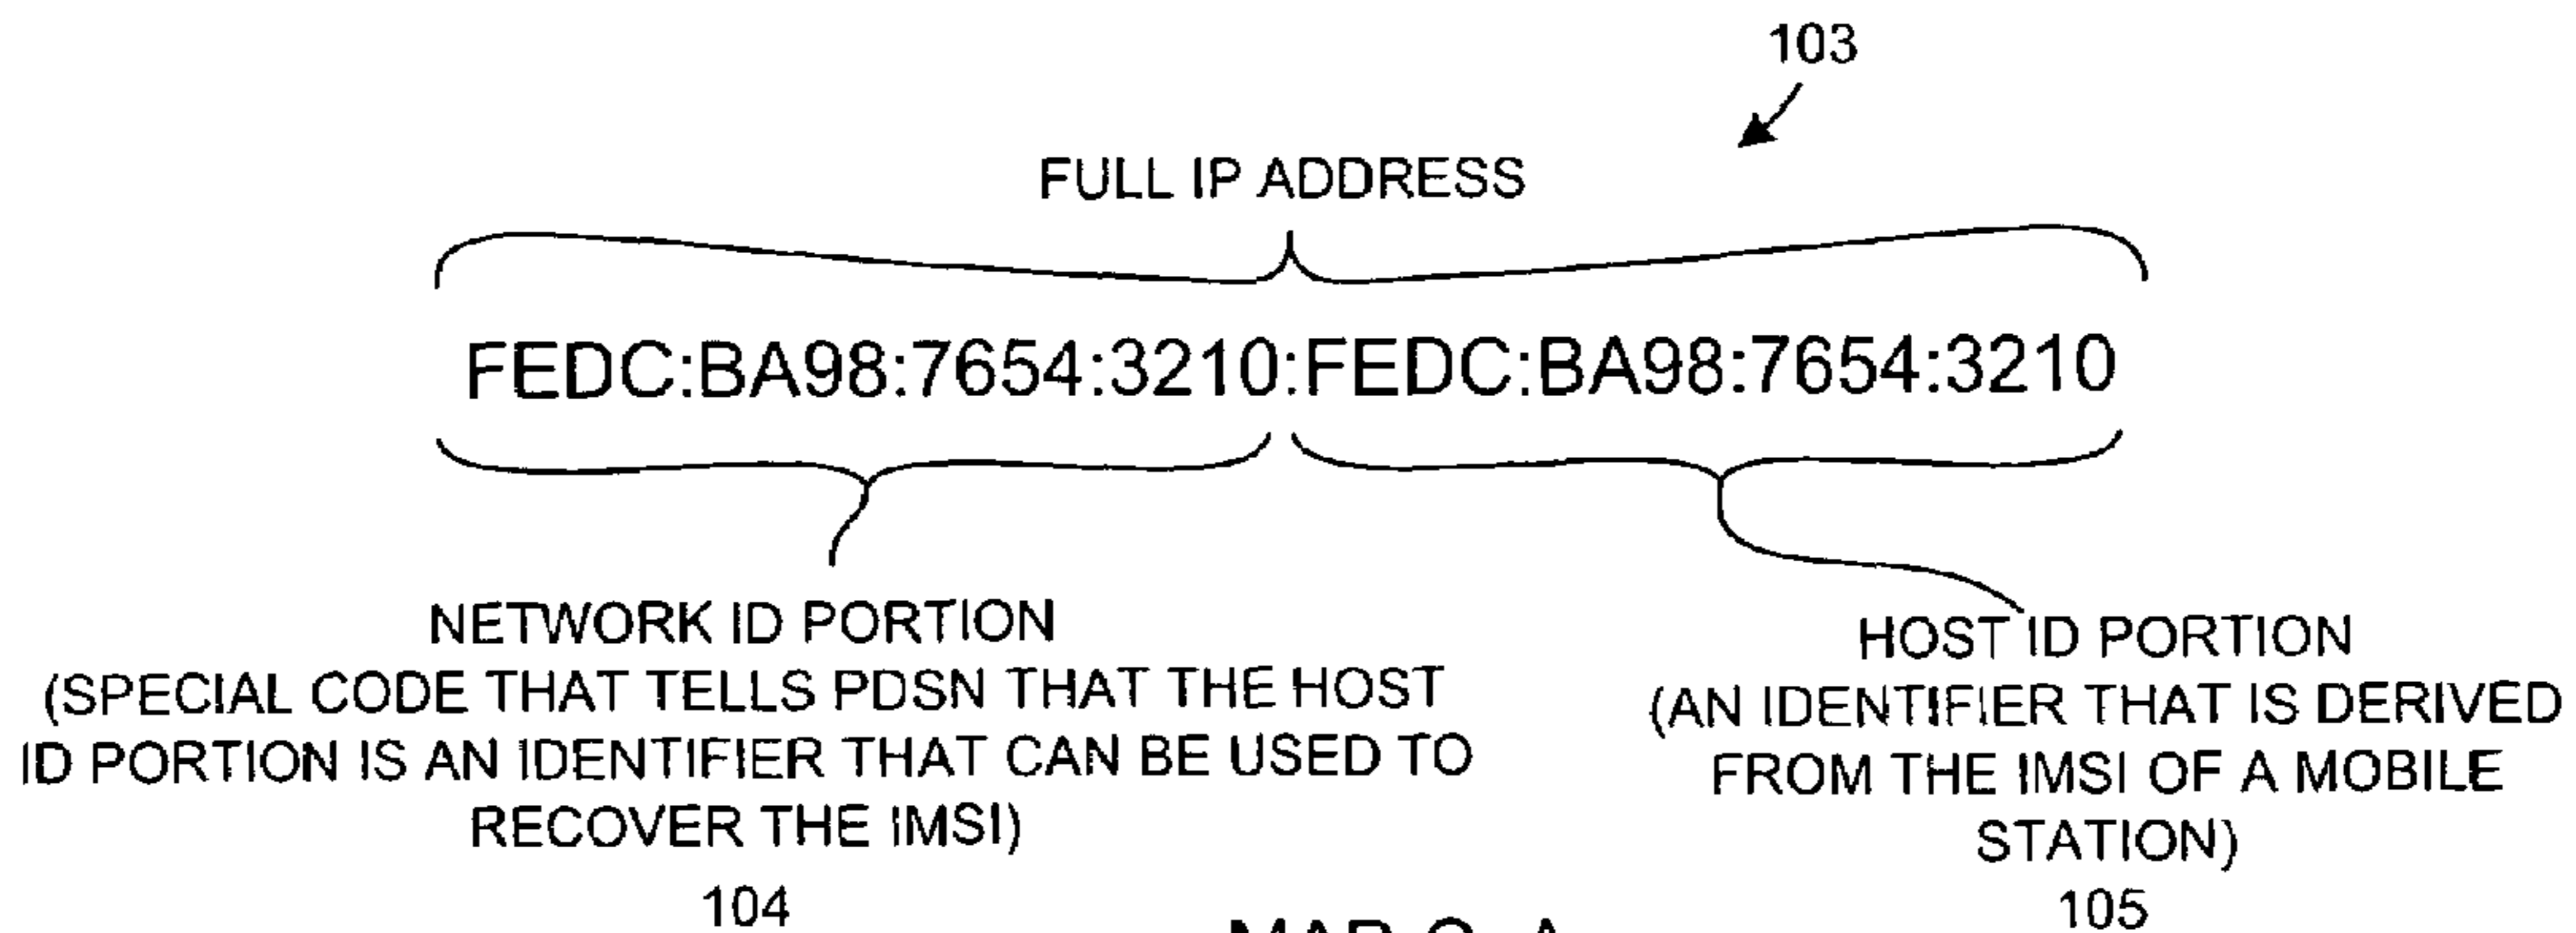 103
FULL IP ADDRESS
FEDC:BA98:7654:3210:FEDC:BA98:7654:3210
NETWORK ID PORTION
(SPECIAL CODE THAT TELLS PDSN THAT THE HOST
ID PORTION IS AN IDENTIFIER THAT CAN BE USED TO
RECOVER THE IMSI)
104
HOST ID PORTION
(AN IDENTIFIER THAT IS DERIVED
FROM THE IMSI OF A MOBILE
STATION)
105